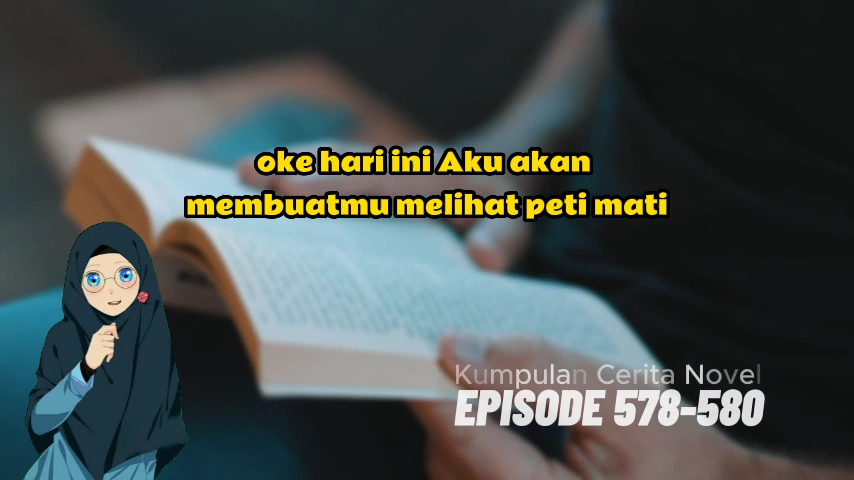 oke hari ini Aku akan
membuatmu melihat peti mati
Kumpulan Cerita Novel
EPISODE 578-580